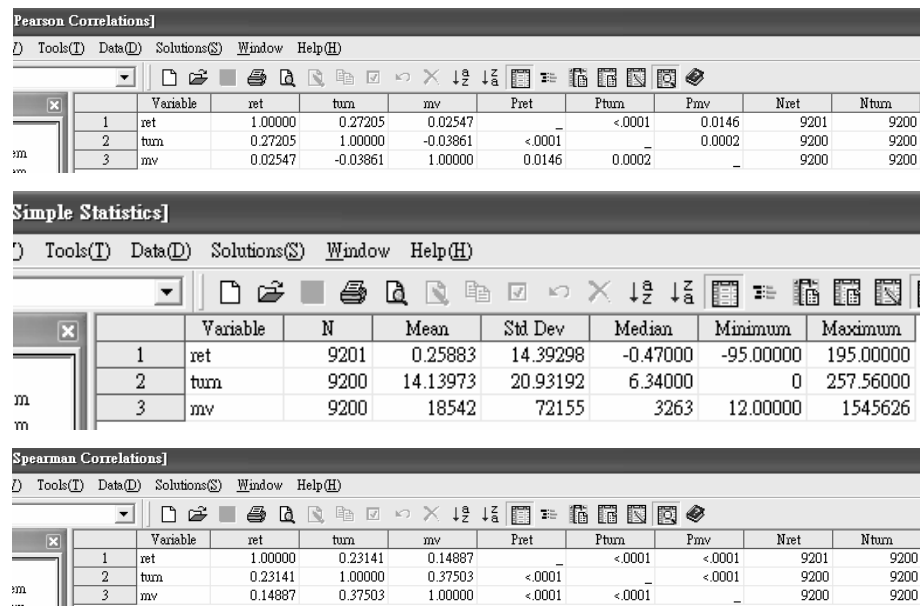 Pearson Correlations]
Tools(T) Data(D) Solutions(S) Window Help(H)
Variable ret turn mv Pret Pturn Pmv Nret Nturn
1 ret 1.00000 0.27205 0.02547 _ <.0001 0.0146 9201 9200
2 turn 0.27205 1.00000 -0.03861 <.0001 _ 0.0002 9200 9200
3 mv 0.02547 -0.03861 1.00000 0.0146 0.0002 _ 9200 9200
Simple Statistics]
Tools(T) Data(D) Solutions(S) Window Help(H)
Variable N Mean Std Dev Median Minimum Maximum
1 ret 9201 0.25883 14.39298 -0.47000 -95.00000 195.00000
2 turn 9200 14.13973 20.93192 6.34000 0 257.56000
3 mv 9200 18542 72155 3263 12.00000 1545626
Spearman Correlations]
Tools(T) Data(D) Solutions(S) Window Help(H)
Variable ret turn mv Pret Pturn Pmv Nret Nturn
1 ret 1.00000 0.23141 0.14887 _ <.0001 <.0001 9201 9200
2 turn 0.23141 1.00000 0.37503 <.0001 _ <.0001 9200 9200
3 mv 0.14887 0.37503 1.00000 <.0001 <.0001 _ 9200 9200